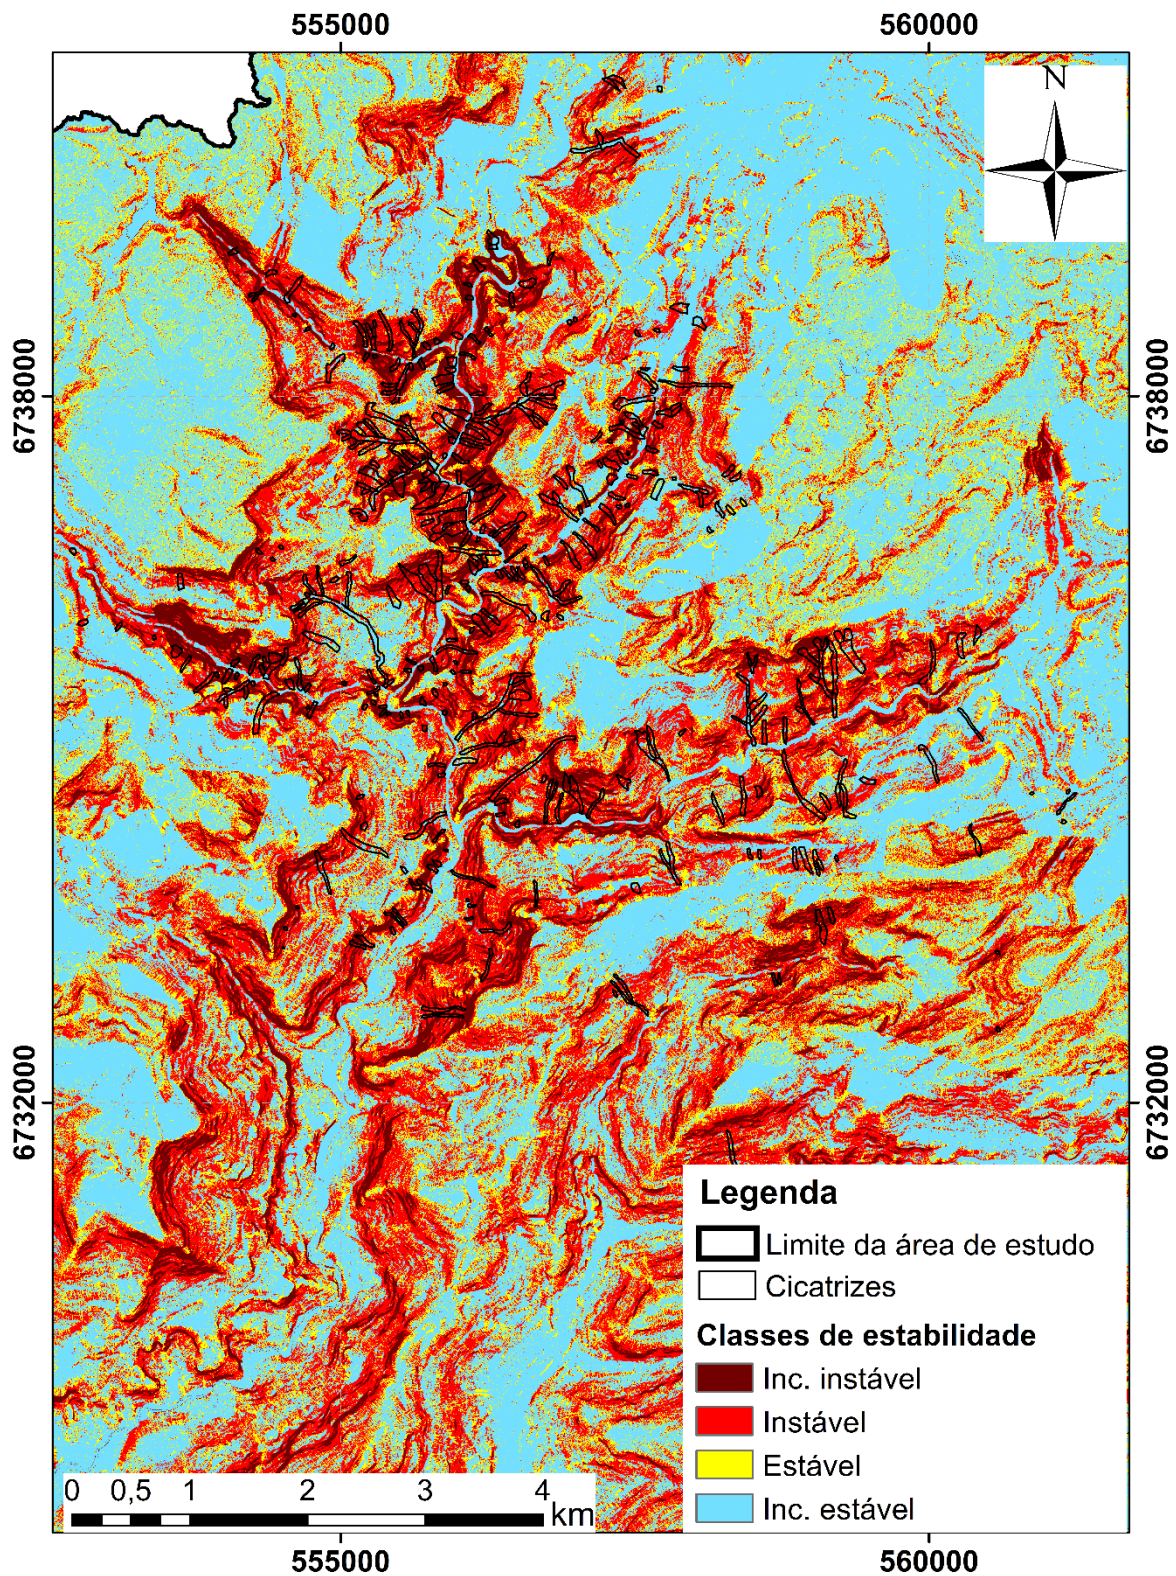 555000
560000
N
6738000
6738000
6732000
6732000
Legenda
Limite da área de estudo
Cicatrizes
Classes de estabilidade
Inc. instável
Instável
Estável
Inc. estável
0 0,5 1 2 3 4
km
555000
560000